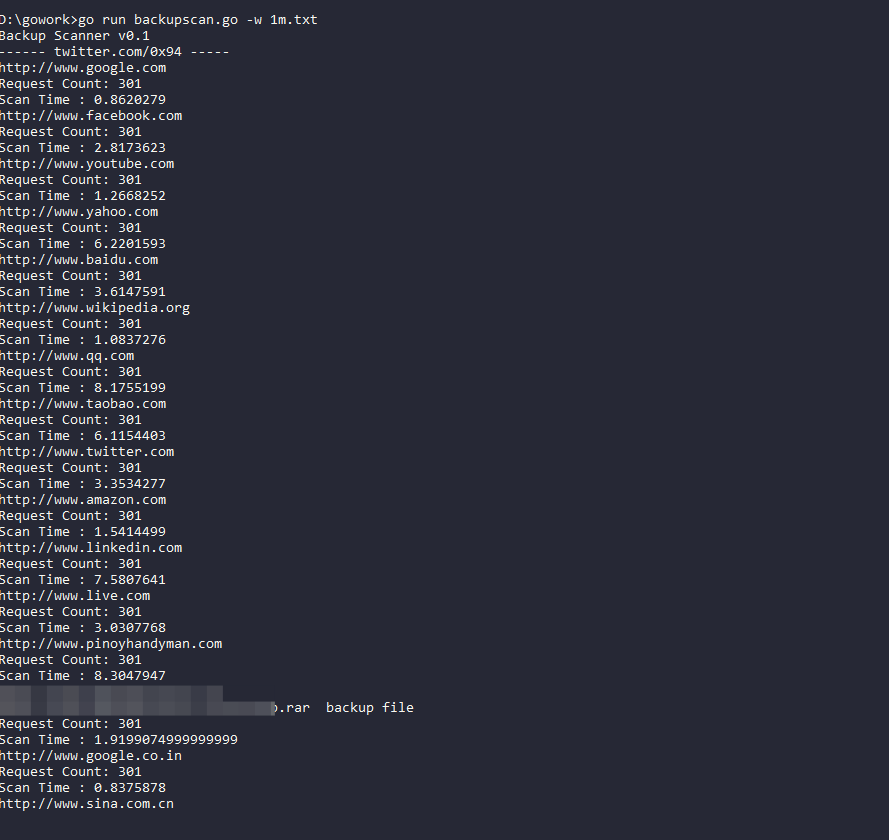 D:\gowork>go run backupscan.go -w 1m.txt
Backup Scanner v0.1
------ twitter.com/0x94 -----
http://www.google.com
Request Count: 301
Scan Time : 0.8620279
http://www.facebook.com
Request Count: 301
Scan Time : 2.8173623
http://www.youtube.com
Request Count: 301
Scan Time : 1.2668252
http://www.yahoo.com
Request Count: 301
Scan Time : 6.2201593
http://www.baidu.com
Request Count: 301
Scan Time : 3.6147591
http://www.wikipedia.org
Request Count: 301
Scan Time : 1.0837276
http://www.qq.com
Request Count: 301
Scan Time : 8.1755199
http://www.taobao.com
Request Count: 301
Scan Time : 6.1154403
http://www.twitter.com
Request Count: 301
Scan Time : 3.3534277
http://www.amazon.com
Request Count: 301
Scan Time : 1.5414499
http://www.linkedin.com
Request Count: 301
Scan Time : 7.5807641
http://www.live.com
Request Count: 301
Scan Time : 3.0307768
http://www.pinoyhandyman.com
Request Count: 301
Scan Time : 8.3047947
.rar  backup file
Request Count: 301
Scan Time : 1.9199074999999999
http://www.google.co.in
Request Count: 301
Scan Time : 0.8375878
http://www.sina.com.cn